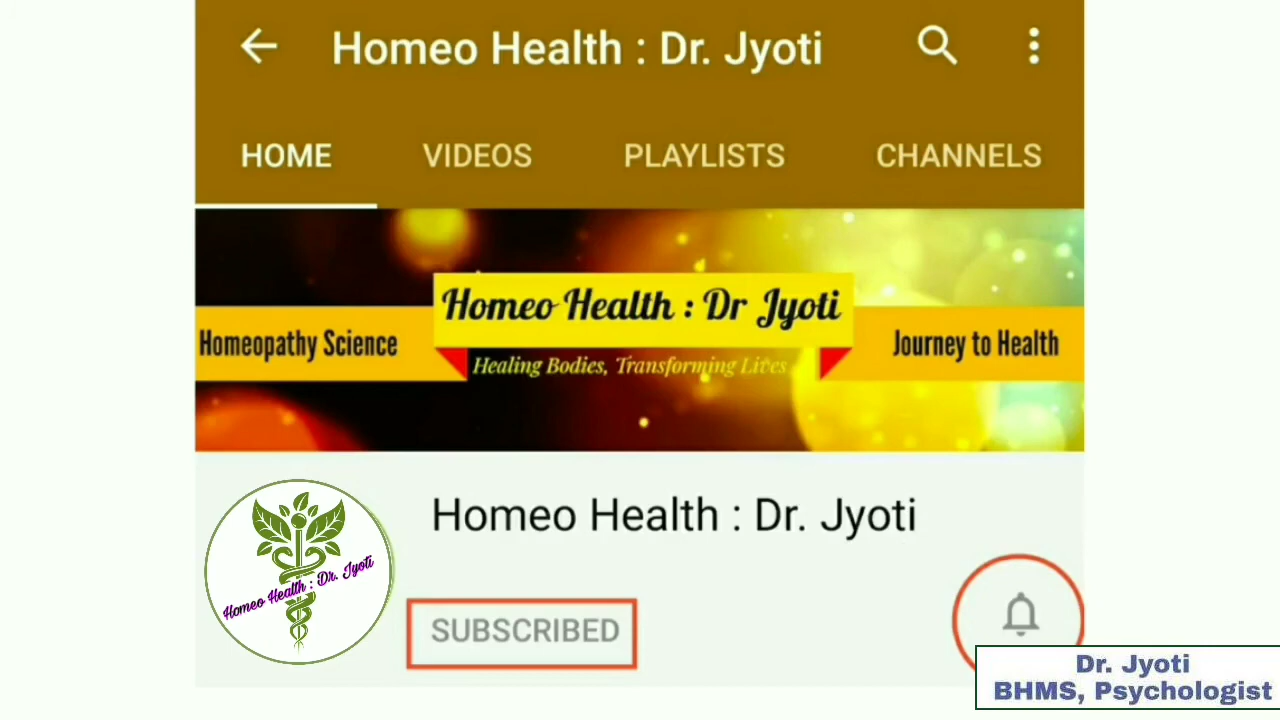 Homeo Health : Dr. Jyoti
HOME VIDEOS PLAYLISTS CHANNELS
Homeo Health : Dr Jyoti
Homeopathy Science
Journey to Health
Healing Bodies, Transforming Lives
Homeo Health : Dr. Jyoti
Homeo Health : Dr. Jyoti
SUBSCRIBED
Dr. Jyoti
BHMS, Psychologist